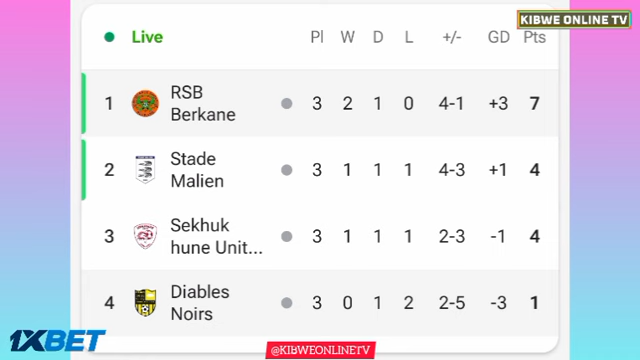 KIBWE ONLINE TV
Live Pl W D L +/- GD Pts
1 RSB Berkane 3 2 1 0 4-1 +3 7
2 Stade Malien 3 1 1 1 4-3 +1 4
3 Sekhuk hune Unit... 3 1 1 1 2-3 -1 4
4 Diables Noirs 3 0 1 2 2-5 -3 1
1XBET
@KIBWEONLINETV